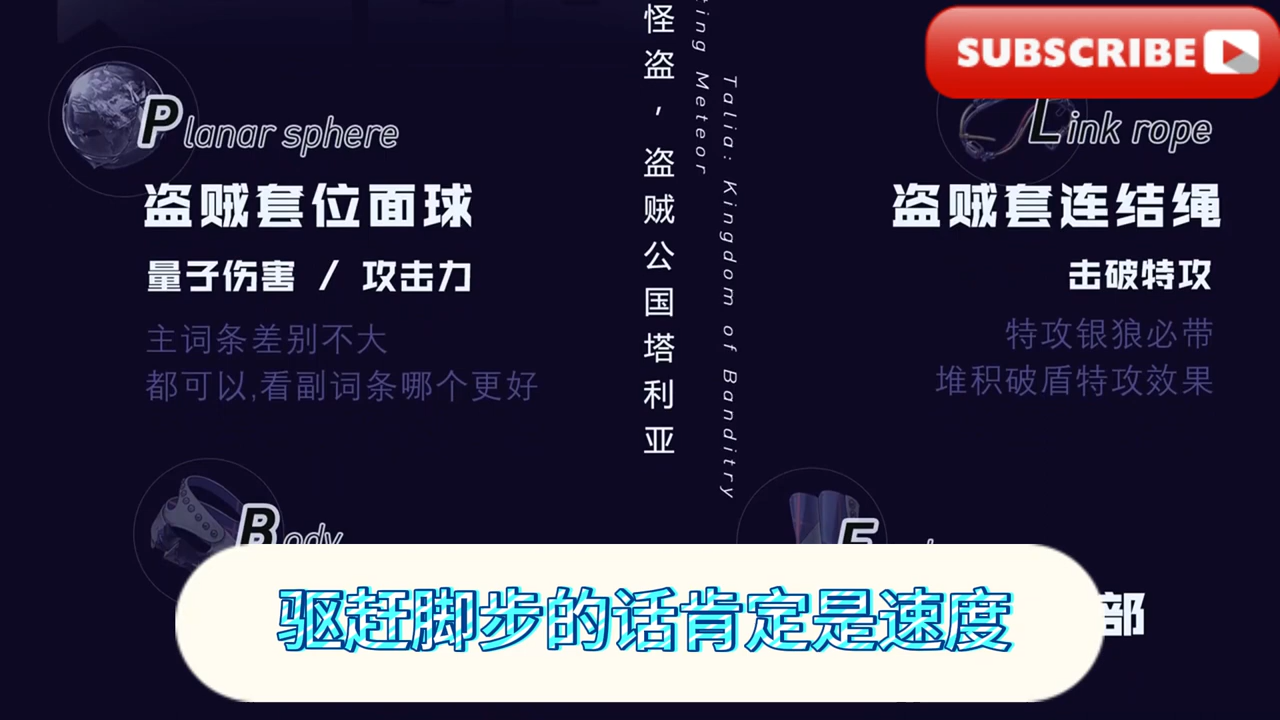 SUBSCRIBE
Planar sphere
盗贼套位面球
量子伤害 / 攻击力
主词条差别不大
都可以,看副词条哪个更好
怪盗，盗贼公国塔利亚
ting Meteor
Talia: Kingdom of Banditry
Link rope
盗贼套连结绳
击破特攻
特攻银狼必带
堆积破盾特攻效果
Body
部
驱赶脚步的话肯定是速度